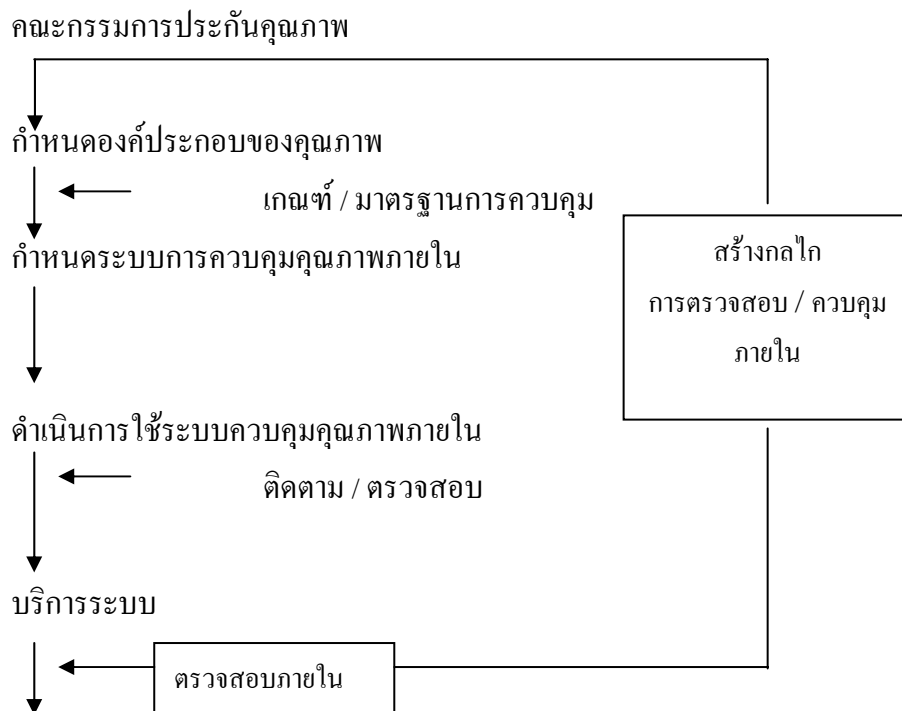 คณะกรรมการประกันคุณภาพ
กำหนดองค์ประกอบของคุณภาพ
เกณฑ์ / มาตรฐานการควบคุม
กำหนดระบบการควบคุมคุณภาพภายใน
สร้างกลไก
การตรวจสอบ / ควบคุม
ภายใน
ดำเนินการใช้ระบบควบคุมคุณภาพภายใน
ติดตาม / ตรวจสอบ
บริการระบบ
ตรวจสอบภายใน